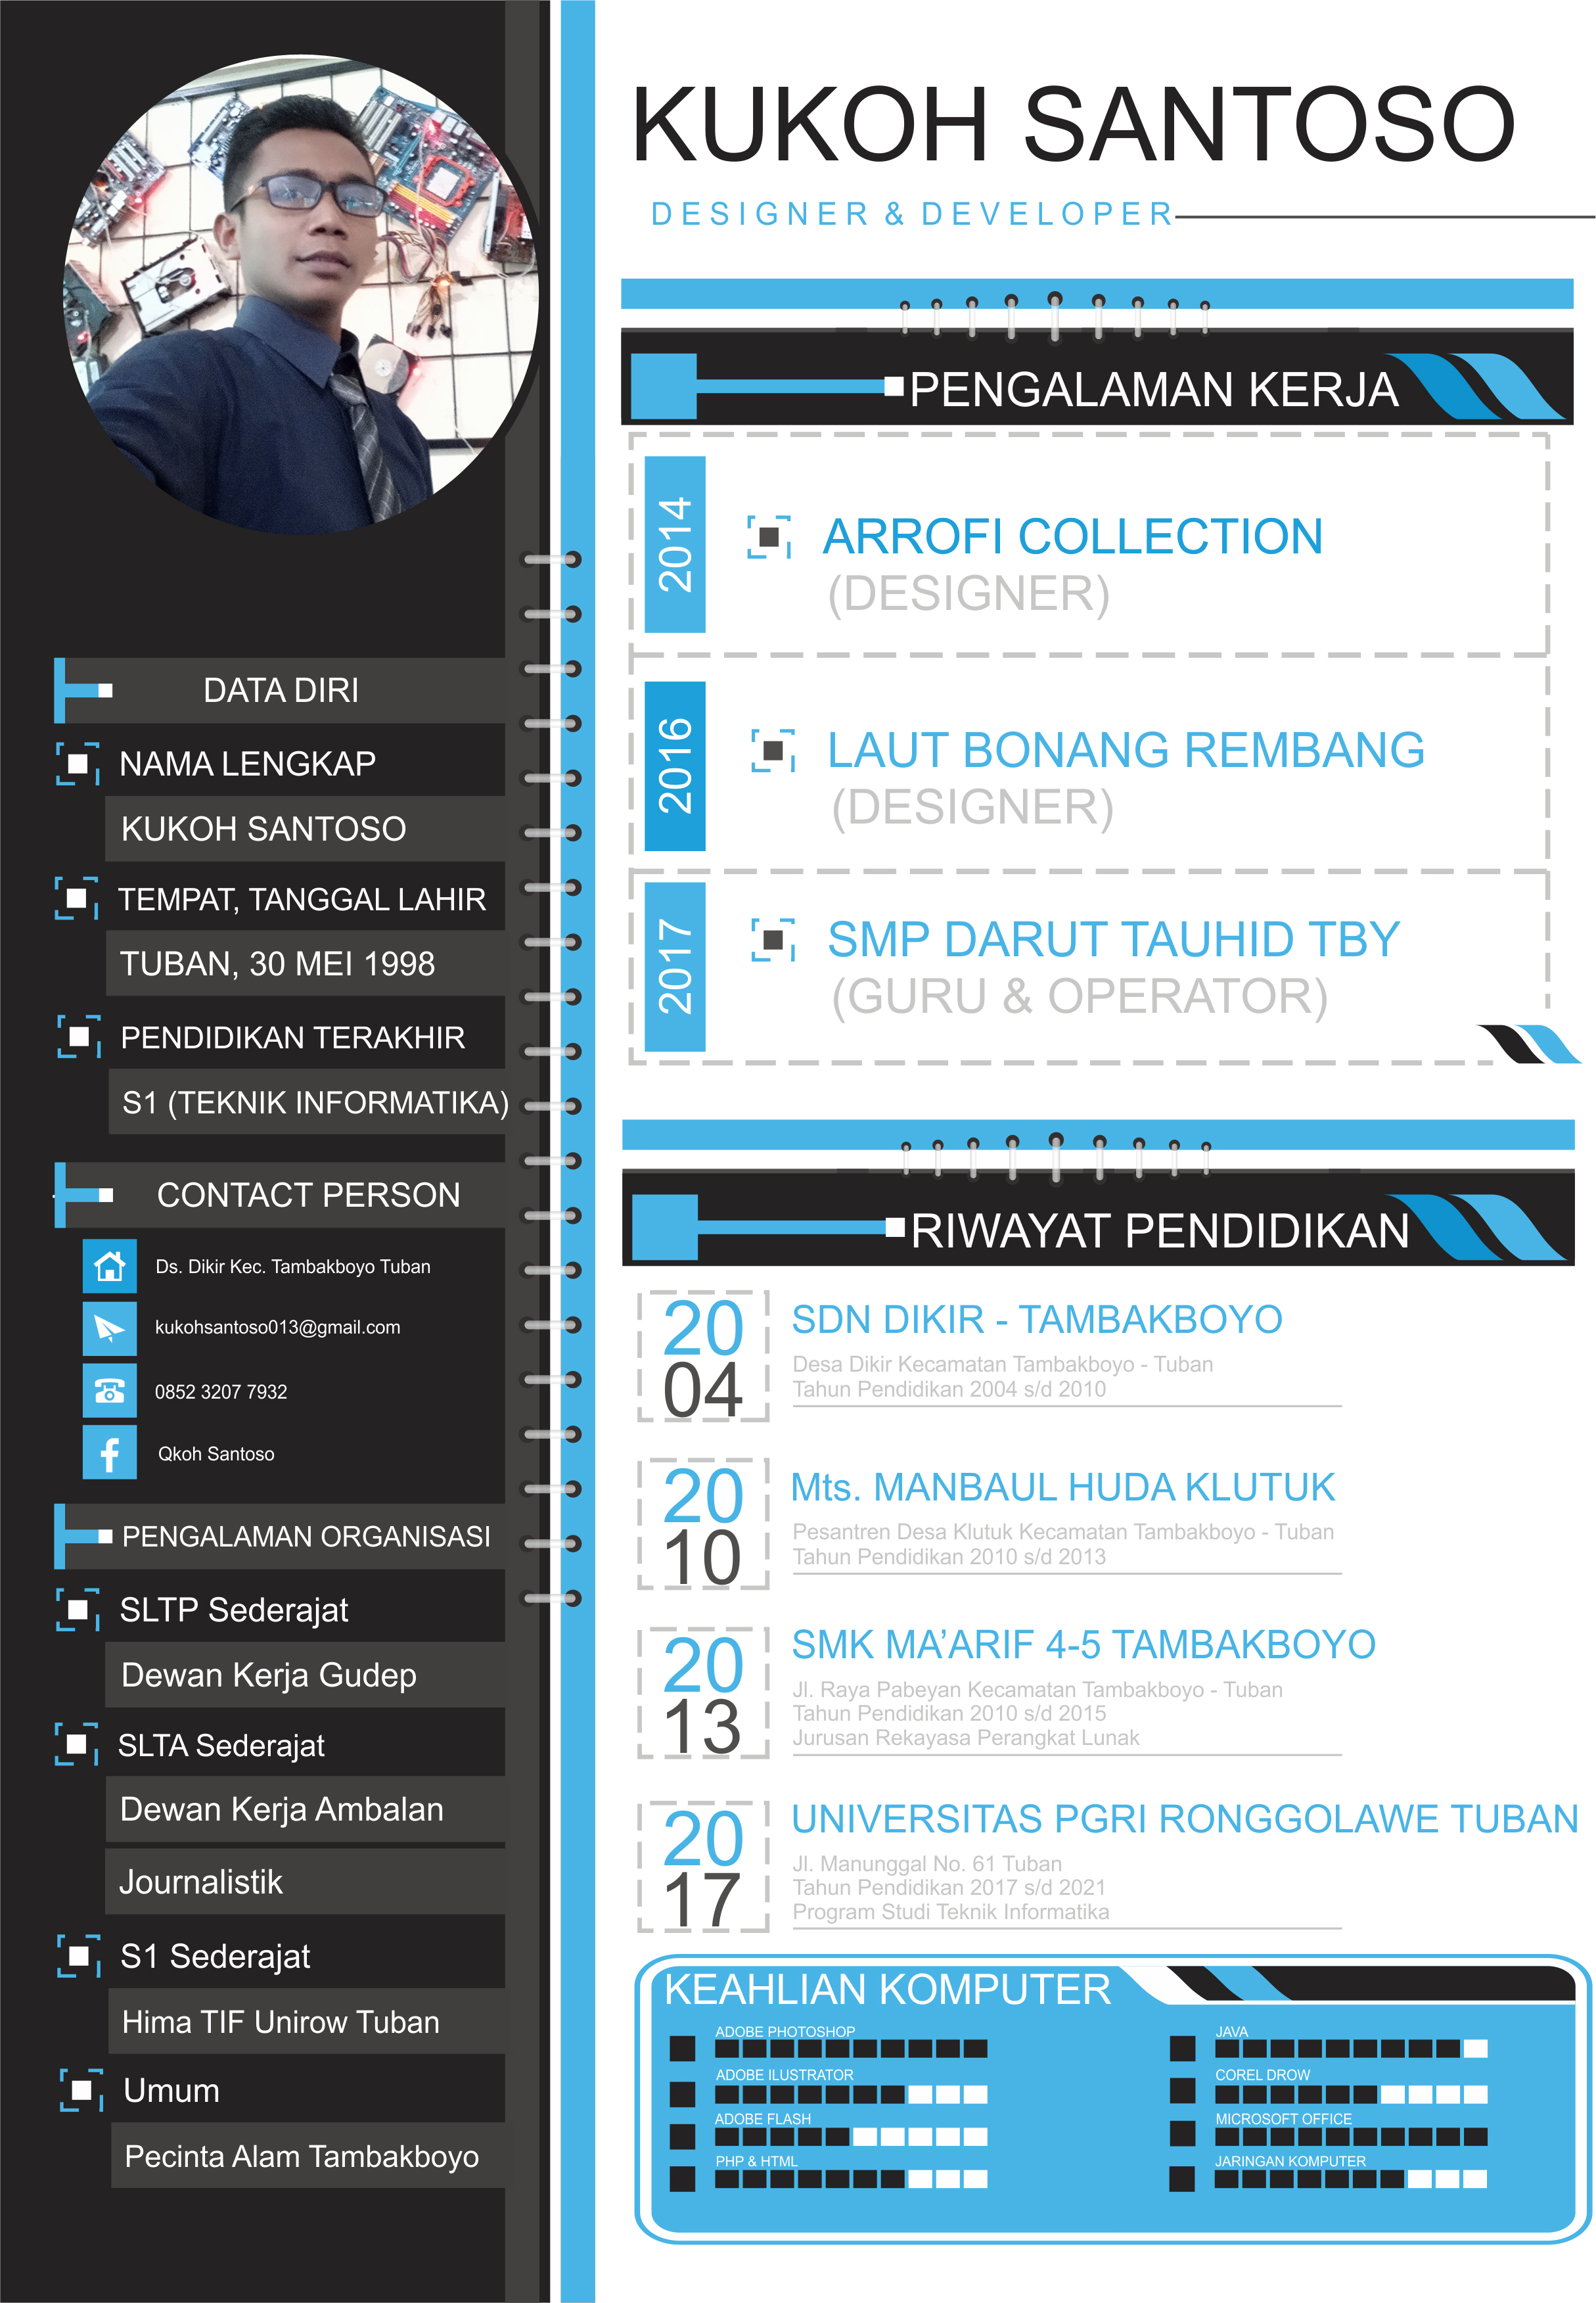 KUKOH SANTOSO
DESIGNER & DEVELOPER
DATA DIRI
NAMA LENGKAP
KUKOH SANTOSO
TEMPAT, TANGGAL LAHIR
TUBAN, 30 MEI 1998
PENDIDIKAN TERAKHIR
S1 (TEKNIK INFORMATIKA)
CONTACT PERSON
Ds. Dikir Kec. Tambakboyo Tuban
kukohsantoso013@gmail.com
0852 3207 7932
Qkoh Santoso
PENGALAMAN ORGANISASI
SLTP Sederajat
Dewan Kerja Gudep
SLTA Sederajat
Dewan Kerja Ambalan
Journalistik
S1 Sederajat
Hima TIF Unirow Tuban
Umum
Pecinta Alam Tambakboyo
PENGALAMAN KERJA
2014
ARROFI COLLECTION
(DESIGNER)
2016
LAUT BONANG REMBANG
(DESIGNER)
2017
SMP DARUT TAUHID TBY
(GURU & OPERATOR)
RIWAYAT PENDIDIKAN
20
04
SDN DIKIR - TAMBAKBOYO
Desa Dikir Kecamatan Tambakboyo - Tuban
Tahun Pendidikan 2004 s/d 2010
20
10
Mts. MANBAUL HUDA KLUTUK
Pesantren Desa Klutuk Kecamatan Tambakboyo - Tuban
Tahun Pendidikan 2010 s/d 2013
20
13
SMK MA’ARIF 4-5 TAMBAKBOYO
Jl. Raya Pabeyan Kecamatan Tambakboyo - Tuban
Tahun Pendidikan 2010 s/d 2015
Jurusan Rekayasa Perangkat Lunak
20
17
UNIVERSITAS PGRI RONGGOLAWE TUBAN
Jl. Manunggal No. 61 Tuban
Tahun Pendidikan 2017 s/d 2021
Program Studi Teknik Informatika
KEAHLIAN KOMPUTER
ADOBE PHOTOSHOP
ADOBE ILUSTRATOR
ADOBE FLASH
PHP & HTML
JAVA
COREL DROW
MICROSOFT OFFICE
JARINGAN KOMPUTER